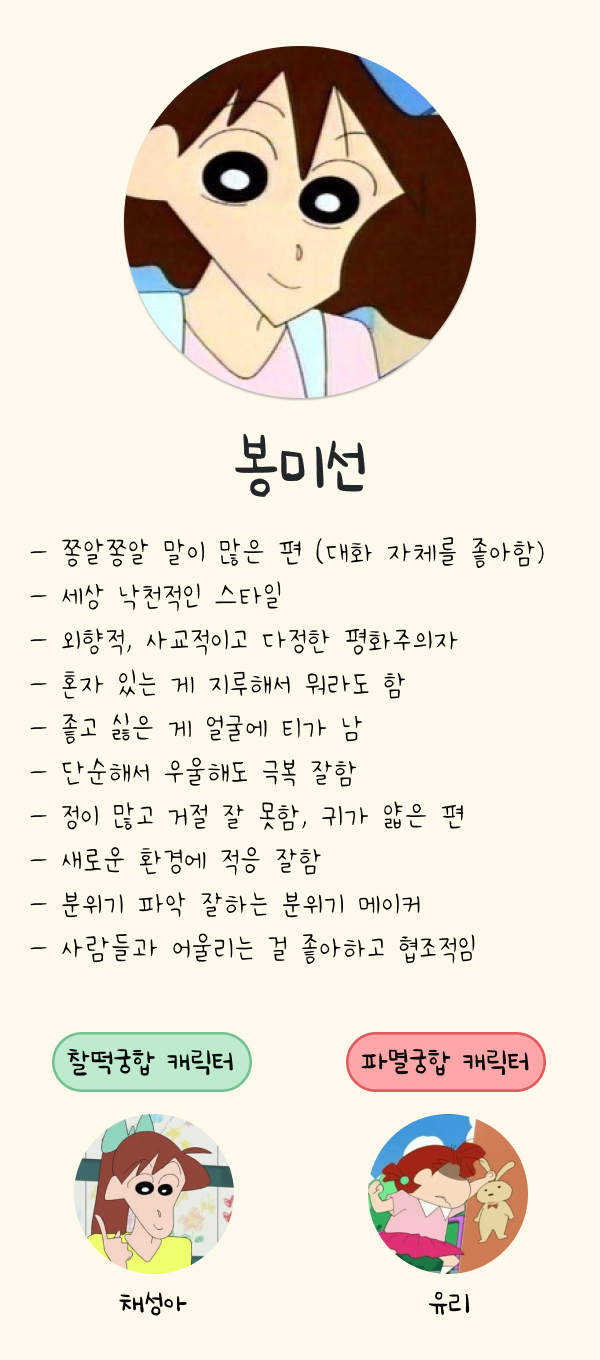 봉미선
- 쫑알쫑알 말이 많은 편 (대화 자체를 좋아함)
- 세상 낙천적인 스타일
- 외향적, 사교적이고 다정한 평화주의자
- 혼자 있는 게 지루해서 뭐라도 함
- 좋고 싫은 게 얼굴에 티가 남
- 단순해서 우울해도 극복 잘함
- 정이 많고 거절 잘 못함, 귀가 얇은 편
- 새로운 환경에 적응 잘함
- 분위기 파악 잘하는 분위기 메이커
- 사람들과 어울리는 걸 좋아하고 협조적임
찰떡궁합 캐릭터
파멸궁합 캐릭터
채성아
유리